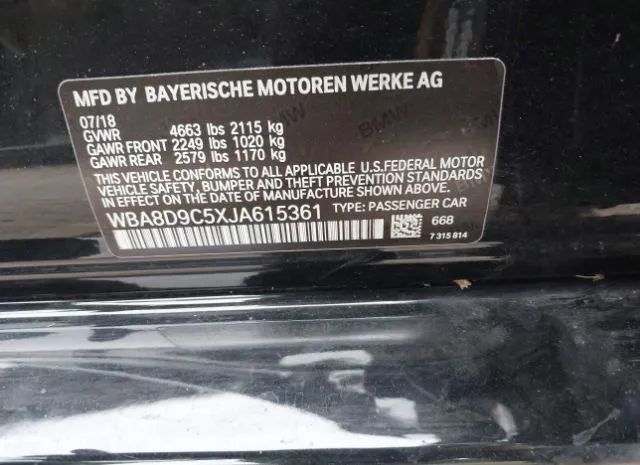 MFD BY BAYERISCHE MOTOREN WERKE AG
07/18
GVWR 4663 lbs 2115 kg
GAWR FRONT 2249 lbs 1020 kg
GAWR REAR 2579 lbs 1170 kg
THIS VEHICLE CONFORMS TO ALL APPLICABLE U.S.FEDERAL MOTOR
VEHICLE SAFETY, BUMPER, AND THEFT PREVENTION STANDARDS
IN EFFECT ON THE DATE OF MANUFACTURE SHOWN ABOVE.
WBA8D9C5XJA615361 TYPE: PASSENGER CAR
668
7 315 814
BMW